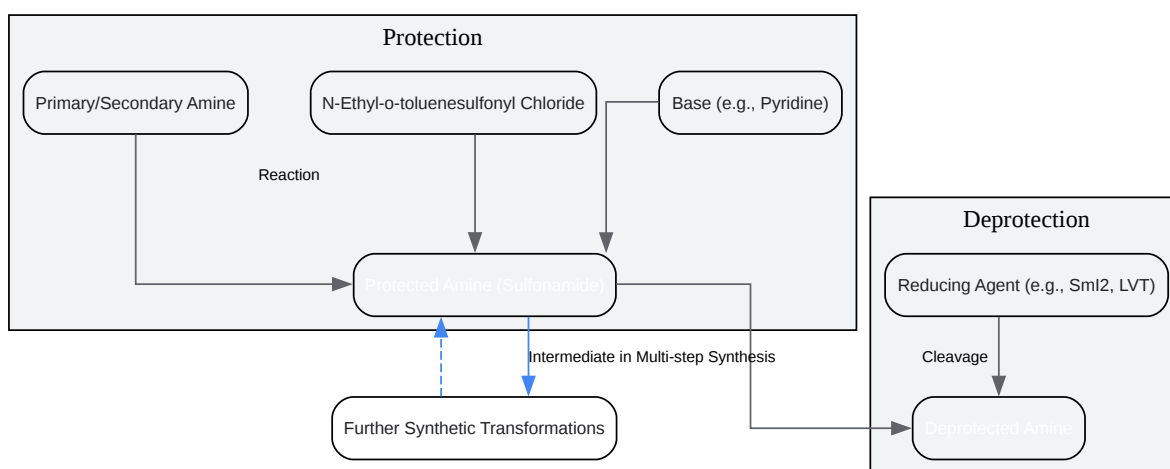 Protection
Primary/Secondary Amine
N-Ethyl-o-toluenesulfonyl Chloride
Base (e.g., Pyridine)
Reaction
Deprotection
Protected Amine (Sulfonamide)
Reducing Agent (e.g., SmI2, LVT)
Intermediate in Multi-step Synthesis
Cleavage
Further Synthetic Transformations
Deprotected Amine